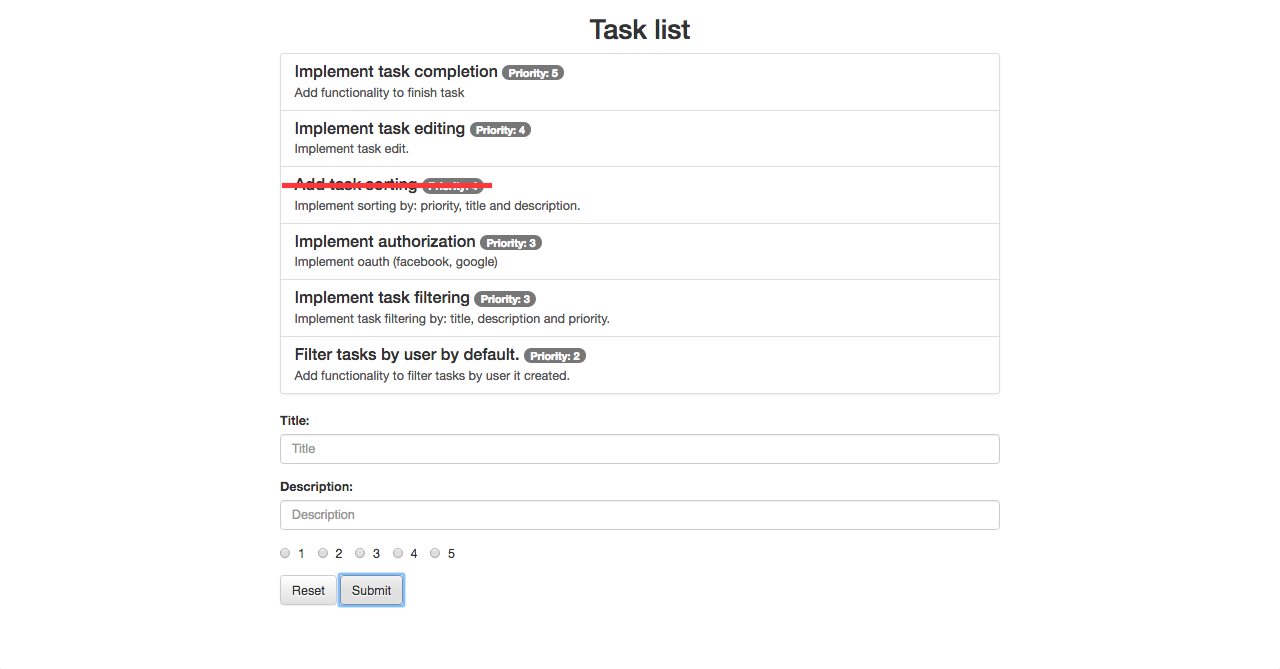 Task list
Implement task completion Priority: 5
Add functionality to finish task
Implement task editing Priority: 4
Implement task edit.
Add task sorting
Implement sorting by: priority, title and description.
Implement authorization Priority: 3
Implement oauth (facebook, google)
Implement task filtering Priority: 3
Implement task filtering by: title, description and priority.
Filter tasks by user by default. Priority: 2
Add functionality to filter tasks by user it created.
Title:
Title
Description:
Description
1 2 3 4 5
Reset Submit